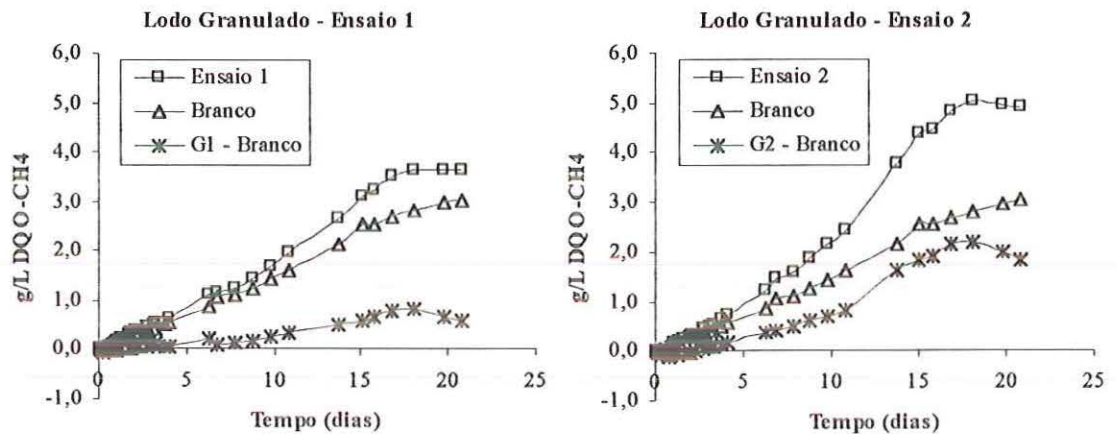 Lodo Granulado - Ensaio 1
6,0
5,0
4,0
3,0
2,0
1,0
0,0
-1,0
g/L DQO-CH4
Ensaio 1
Branco
G1 - Branco
0
5
10
15
20
25
Tempo (dias)
Lodo Granulado - Ensaio 2
6,0
5,0
4,0
3,0
2,0
1,0
0,0
-1,0
g/L DQO-CH4
Ensaio 2
Branco
G2 - Branco
0
5
10
15
20
25
Tempo (dias)